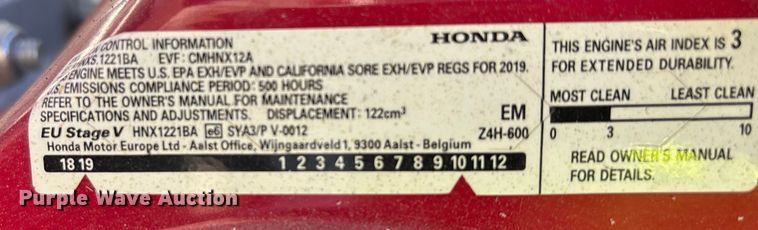 CONTROL INFORMATION
HNXS.1221BA EVF: CMHNX12A
ENGINE MEETS U.S. EPA EXH/EVP AND CALIFORNIA SORE EXH/EVP REGS FOR 2019.
U.S. EMISSIONS COMPLIANCE PERIOD: 500 HOURS
REFER TO THE OWNER'S MANUAL FOR MAINTENANCE
SPECIFICATIONS AND ADJUSTMENTS. DISPLACEMENT: 122cm³
HONDA
EM
EU Stage V HNX1221BA e6 SYA3/P V-0012 Z4H-600
Honda Motor Europe Ltd - Aalst Office, Wijngaardveld 1, 9300 Aalst - Belgium
18 19 1 2 3 4 5 6 7 8 9 10 11 12
THIS ENGINE'S AIR INDEX IS 3
FOR EXTENDED DURABILITY.
MOST CLEAN LEAST CLEAN
0 3 10
READ OWNER'S MANUAL
FOR DETAILS.
Purple Wave Auction